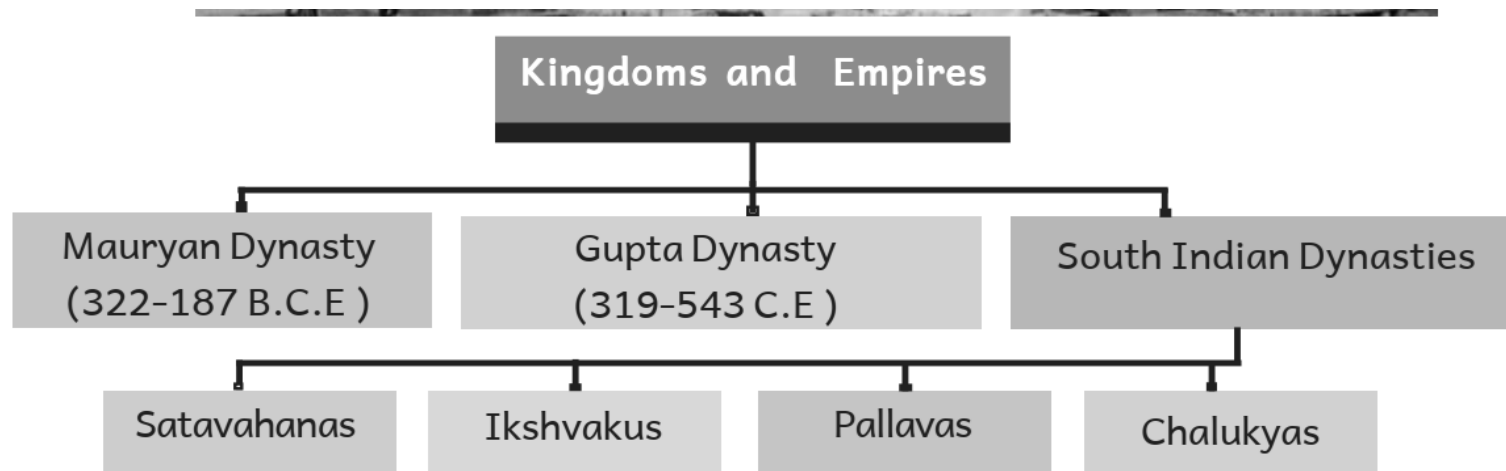 Kingdoms and Empires
Mauryan Dynasty
(322-187 B.C.E )
Gupta Dynasty
(319-543 C.E )
South Indian Dynasties
Satavahanas
Ikshvakus
Pallavas
Chalukyas